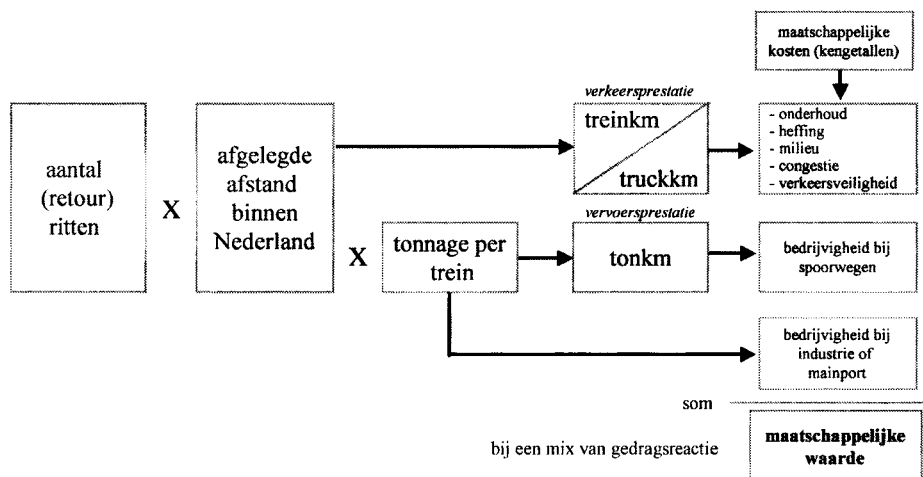 maatschappelijke
kosten (kengetallen)
verkeersprestatie
treinkm
truckkm
- onderhoud
- heffing
- milieu
- congestie
- verkeersveiligheid
aantal
(retour)
ritten
X
afgelegde
afstand
binnen
Nederland
X
tonnage per
trein
vervoersprestatie
tonkm
bedrijvigheid bij
spoorwegen
bedrijvigheid bij
industrie of
mainport
som
bij een mix van gedragsreactie
maatschappelijke
waarde